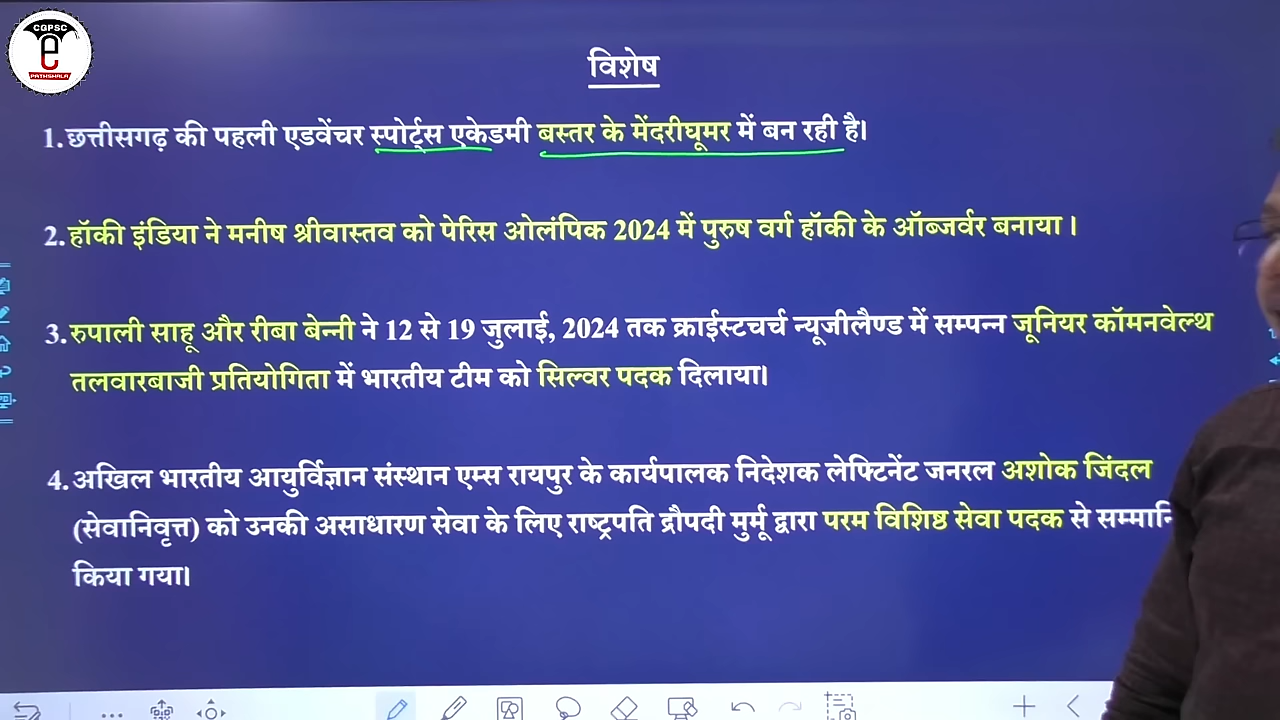 CGPSC
e
PATHSHALA
विशेष
1. छत्तीसगढ़ की पहली एडवेंचर स्पोर्ट्स एकेडमी बस्तर के मेंदरीघूमर में बन रही है।
2. हॉकी इंडिया ने मनीष श्रीवास्तव को पेरिस ओलंपिक 2024 में पुरुष वर्ग हॉकी के ऑब्जर्वर बनाया ।
3. रुपाली साहू और रीबा बेन्नी ने 12 से 19 जुलाई, 2024 तक क्राईस्टचर्च न्यूजीलैण्ड में सम्पन्न जूनियर कॉमनवेल्थ
तलवारबाजी प्रतियोगिता में भारतीय टीम को सिल्वर पदक दिलाया।
4. अखिल भारतीय आयुर्विज्ञान संस्थान एम्स रायपुर के कार्यपालक निदेशक लेफ्टिनेंट जनरल अशोक जिंदल
(सेवानिवृत्त) को उनकी असाधारण सेवा के लिए राष्ट्रपति द्रौपदी मुर्मू द्वारा परम विशिष्ठ सेवा पदक से
किया गया।